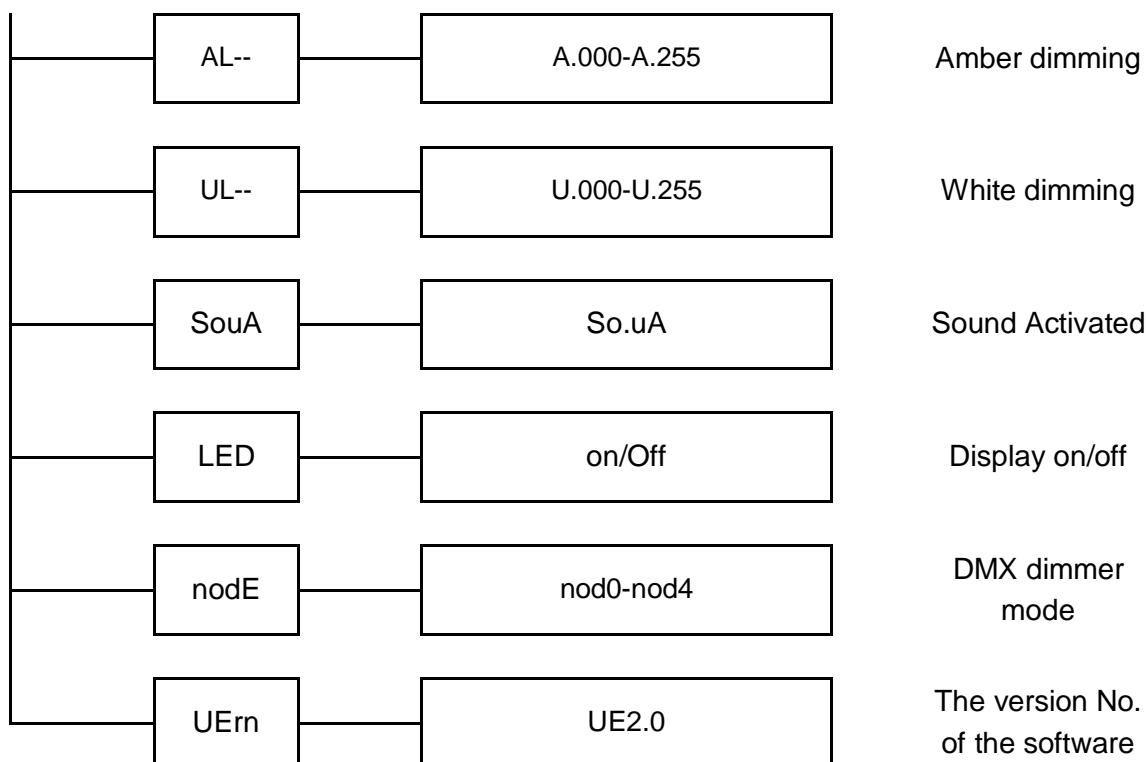 AL-- A.000-A.255 Amber dimming
UL-- U.000-U.255 White dimming
SouA So.uA Sound Activated
LED on/Off Display on/off
nodE nod0-nod4 DMX dimmer
mode
UErn UE2.0 The version No.
of the software